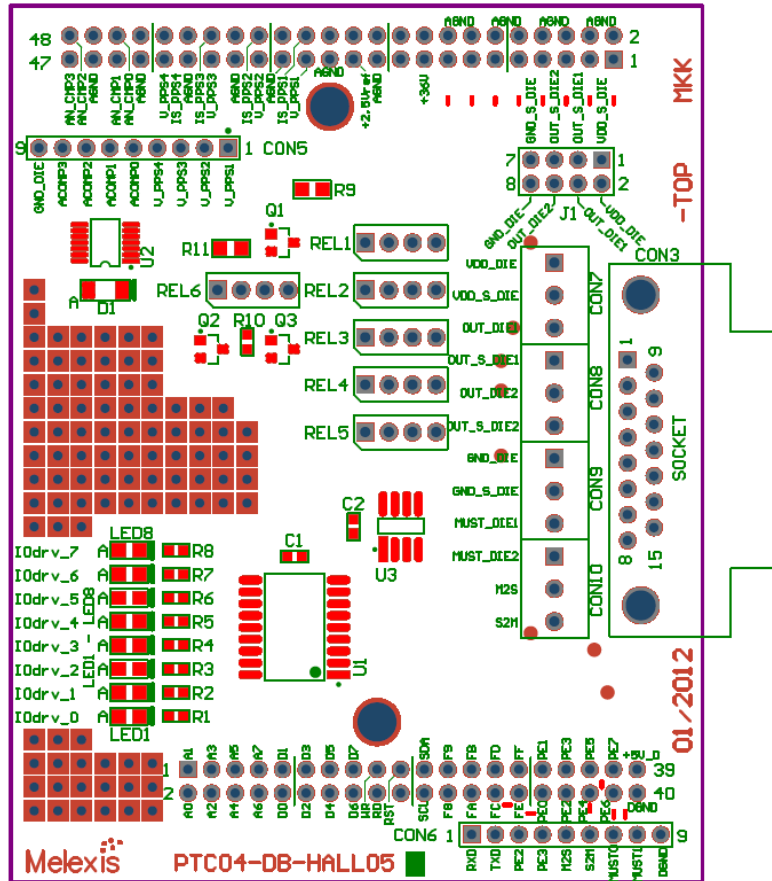 AGND AGND AGND AGND
48 2
47 1
AN_CMP3 AN_CMP2 AGND AN_CMP1 AN_CMP0 AGND V_PPS4 IS_PPS4 IS_PPS3 V_PPS3 AGND AGND IS_PPS2 V_PPS2 AGND IS_PPS1 V_PPS1 AGND +2.5Vref AGND +36V GND_S_DIE OUT_S_DIE2 OUT_S_DIE1 VDD_S_DIE
MKK
9 1 CON5
GND_DIE ACOMP3 ACOMP2 ACOMP1 ACOMP0 V_PPS4 V_PPS3 V_PPS2 V_PPS1
7 1
8 2
GND_DIE OUT_DIE2 J1 OUT_DIE1 VDD_DIE
-TOP
R9
U2
R11 Q1 REL1
CON3
VDD_DIE
CON7
A D1
REL6 REL2
VDD_S_DIE
Q2 R10 Q3 REL3
OUT_DIE1
1 9
OUT_S_DIE1
CON8
REL4
OUT_DIE2
REL5
OUT_S_DIE2
SOCKET
GND_DIE
CON9
GND_S_DIE
MUST_DIE1
C2
LED8
IOdrv_7 A R8
C1
U3
MUST_DIE2
CON10
8 15
IOdrv_6 A R7
IOdrv_5 A R6
M2S
IOdrv_4 A R5
S2M
LED1 - LED8
IOdrv_3 A R4
IOdrv_2 A R3
U1
IOdrv_1 A R2
IOdrv_0 A R1
LED1
01/2012
A1 A3 A5 A7 D1 D3 D5 D7 SDA F9 FB FD FF PE1 PE3 PE5 PE7 +5V_D
1 39
2 40
A0 A2 A4 A6 D0 D2 D4 D6 WR RD RST SCL F8 FA FC FE PE0 PE2 PE4 PE6 DGND
CON6 1 9
RXD TXD PE2 PE3 M2S S2M MUST0 MUST1 DGND
Melexis PTC04-DB-HALL05